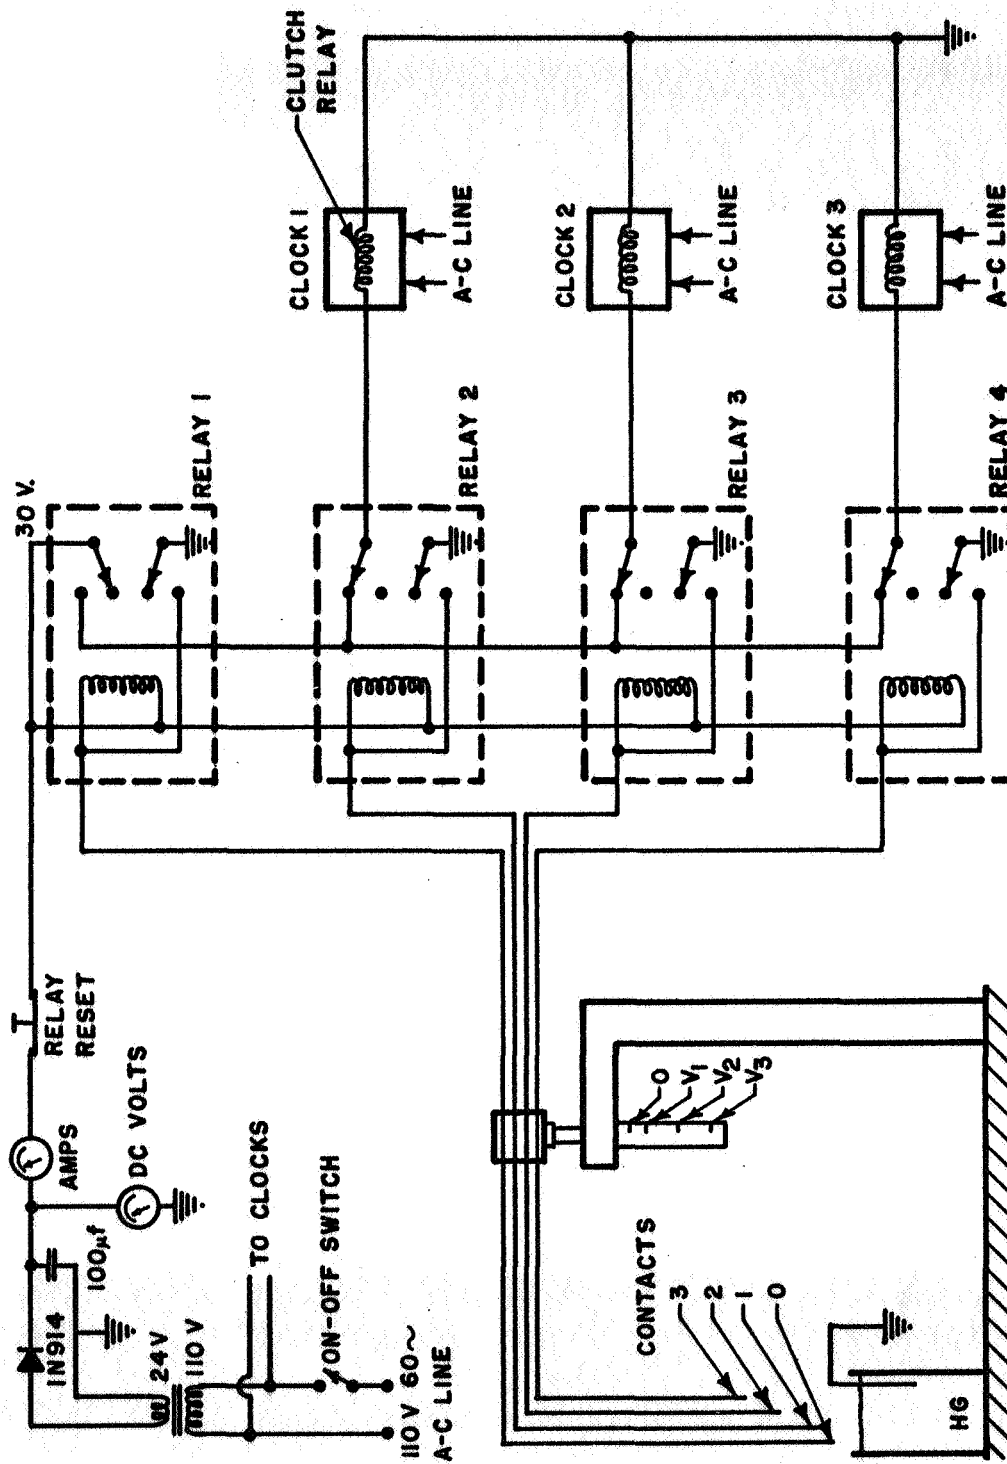 1N914
100µf
AMPS
DC VOLTS
RELAY
RESET
30 V.
24V
110 V
TO CLOCKS
ON-OFF SWITCH
110 V 60~
A-C LINE
RELAY 1
RELAY 2
RELAY 3
RELAY 4
CLUTCH
RELAY
CLOCK 1
A-C LINE
CLOCK 2
A-C LINE
CLOCK 3
A-C LINE
CONTACTS
3
2
1
0
O
V1
V2
V3
HG